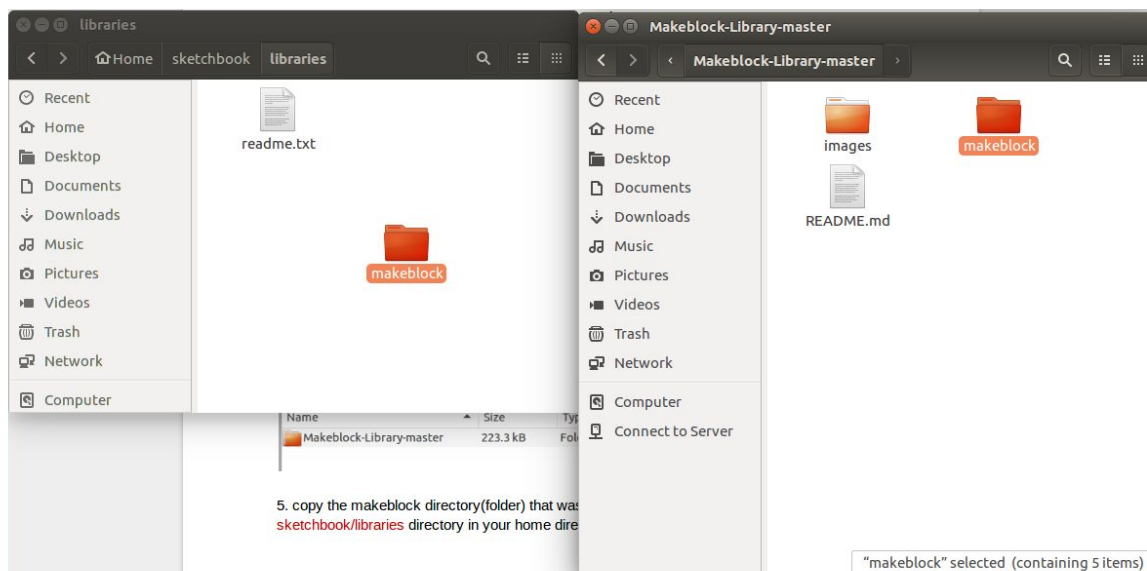 libraries
Home sketchbook libraries
Recent
Home
Desktop
Documents
Downloads
Music
Pictures
Videos
Trash
Network
Computer
readme.txt
makeblock
Name Size
Makeblock-Library-master 223.3 kB
5. copy the makeblock directory(folder) that was
sketchbook/libraries directory in your home
Makeblock-Library-master
Makeblock-Library-master
Recent
Home
Desktop
Documents
Downloads
Music
Pictures
Videos
Trash
Network
Computer
Connect to Server
images
makeblock
README.md
"makeblock" selected (containing 5 items)